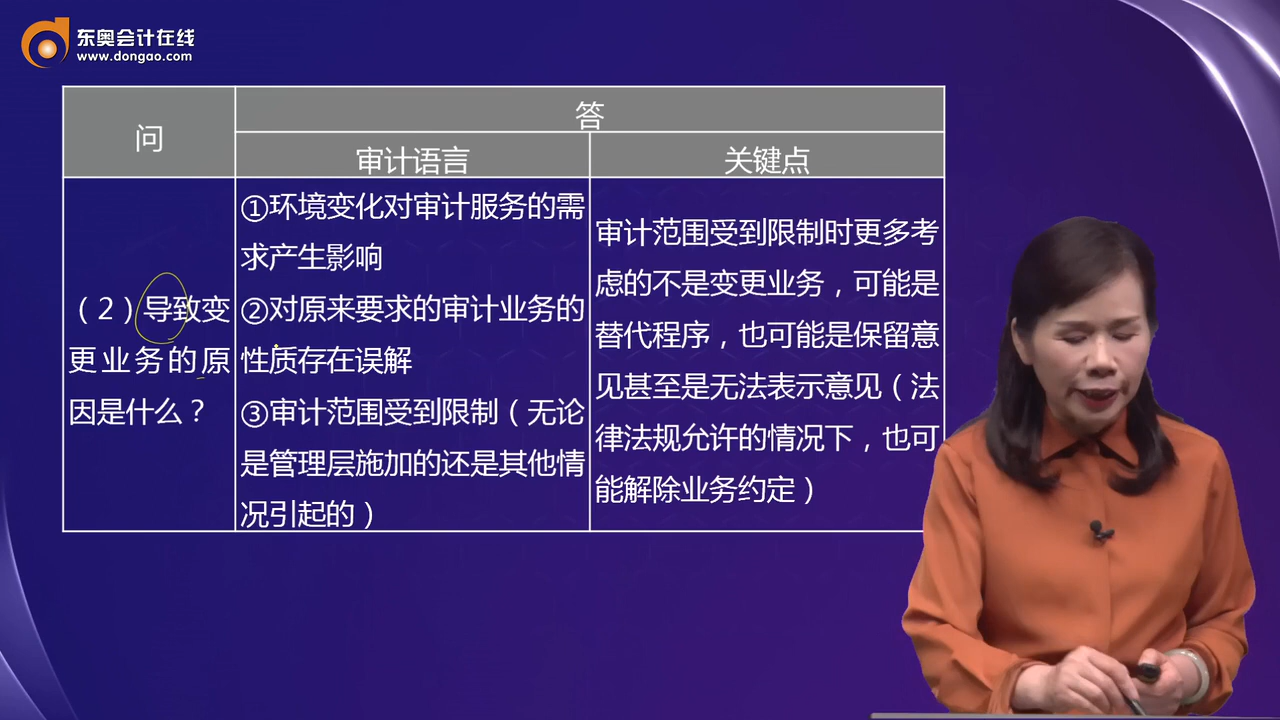 东奥会计在线
www.dongao.com
问
答
审计语言
关键点
（2）导致变
更业务的原
因是什么？
①环境变化对审计服务的需
求产生影响
②对原来要求的审计业务的
性质存在误解
③审计范围受到限制（无论
是管理层施加的还是其他情
况引起的）
审计范围受到限制时更多考
虑的不是变更业务，可能是
替代程序，也可能是保留意
见甚至是无法表示意见（法
律法规允许的情况下，也可
能解除业务约定）